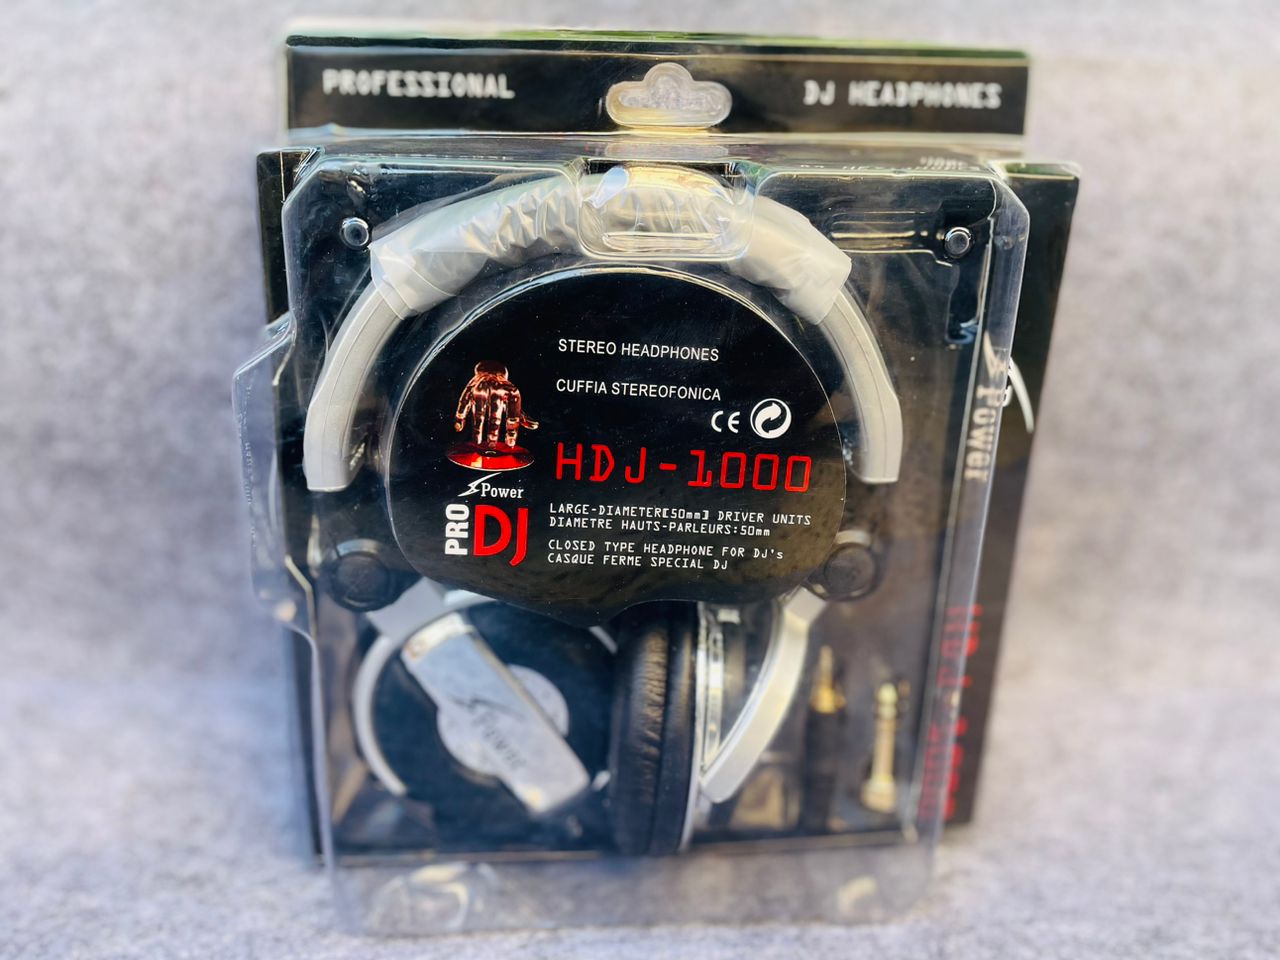 PROFESSIONAL
DJ HEADPHONES
STEREO HEADPHONES
CUFFIA STEREOFONICA
CE
HDJ-1000
Power
PRO DJ
LARGE-DIAMETER[50mm] DRIVER UNITS
DIAMETRE HAUTS-PARLEURS:50mm
CLOSED TYPE HEADPHONE FOR DJ's
CASQUE FERME SPECIAL DJ
Power
POWER